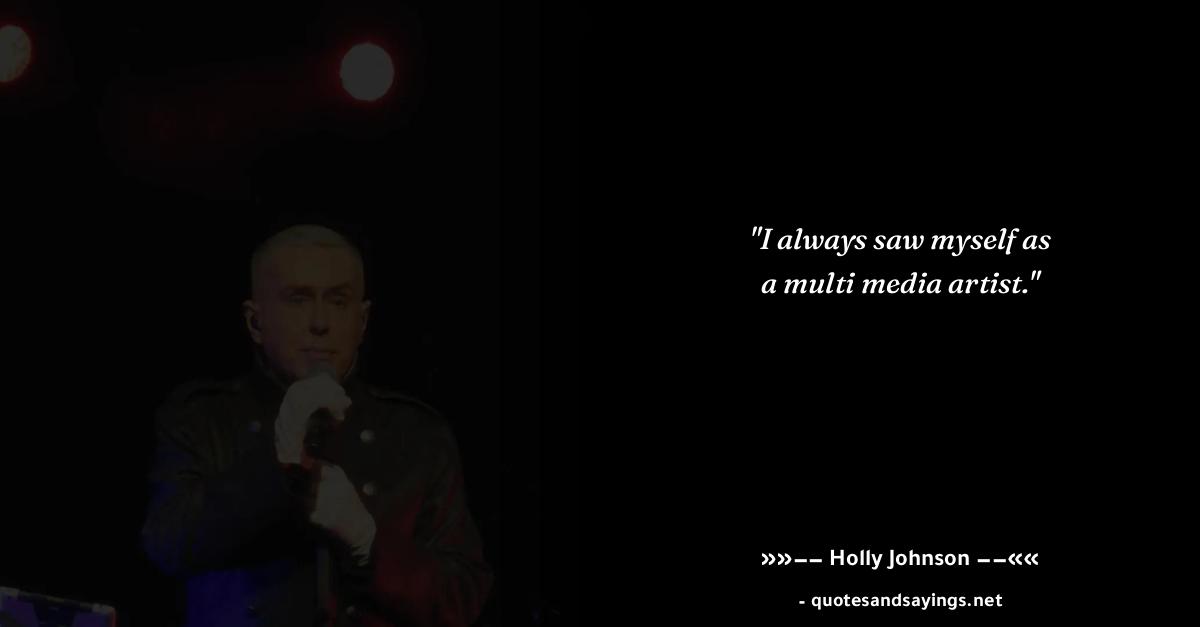 "I always saw myself as
a multi media artist."
»»−− Holly Johnson −−««
- quotesandsayings.net